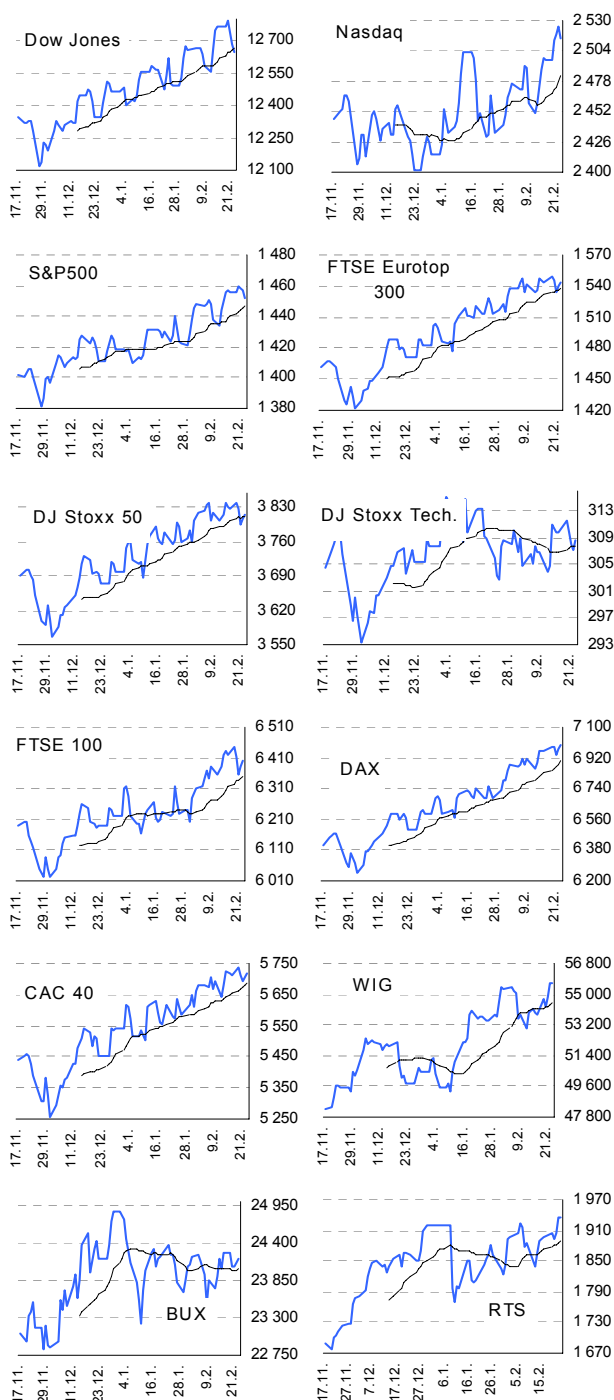 Dow Jones
12 700
12 550
12 400
12 250
12 100
17.11. 29.11. 11.12. 23.12. 4.1. 16.1. 28.1. 9.2. 21.2.
Nasdaq
2 530
2 504
2 478
2 452
2 426
2 400
17.11. 29.11. 11.12. 23.12. 4.1. 16.1. 28.1. 9.2. 21.2.
S&P500
1 480
1 460
1 440
1 420
1 400
1 380
17.11. 29.11. 11.12. 23.12. 4.1. 16.1. 28.1. 9.2. 21.2.
FTSE Eurotop
300
1 570
1 540
1 510
1 480
1 450
1 420
17.11. 29.11. 11.12. 23.12. 4.1. 16.1. 28.1. 9.2. 21.2.
DJ Stoxx 50
3 830
3 760
3 690
3 620
3 550
17.11. 29.11. 11.12. 23.12. 4.1. 16.1. 28.1. 9.2. 21.2.
DJ Stoxx Tech.
313
309
305
301
297
293
17.11. 29.11. 11.12. 23.12. 4.1. 16.1. 28.1. 9.2. 21.2.
FTSE 100
6 510
6 410
6 310
6 210
6 110
6 010
17.11. 29.11. 11.12. 23.12. 4.1. 16.1. 28.1. 9.2. 21.2.
DAX
7 100
6 920
6 740
6 560
6 380
6 200
17.11. 29.11. 11.12. 23.12. 4.1. 16.1. 28.1. 9.2. 21.2.
CAC 40
5 750
5 650
5 550
5 450
5 350
5 250
17.11. 29.11. 11.12. 23.12. 4.1. 16.1. 28.1. 9.2. 21.2.
WIG
56 800
55 000
53 200
51 400
49 600
47 800
17.11. 29.11. 11.12. 23.12. 4.1. 16.1. 28.1. 9.2. 21.2.
BUX
24 950
24 400
23 850
23 300
22 750
17.11. 29.11. 11.12. 23.12. 4.1. 16.1. 28.1. 9.2. 21.2.
RTS
1 970
1 910
1 850
1 790
1 730
1 670
17.11. 27.11. 7.12. 17.12. 27.12. 6.1. 16.1. 26.1. 5.2. 15.2.